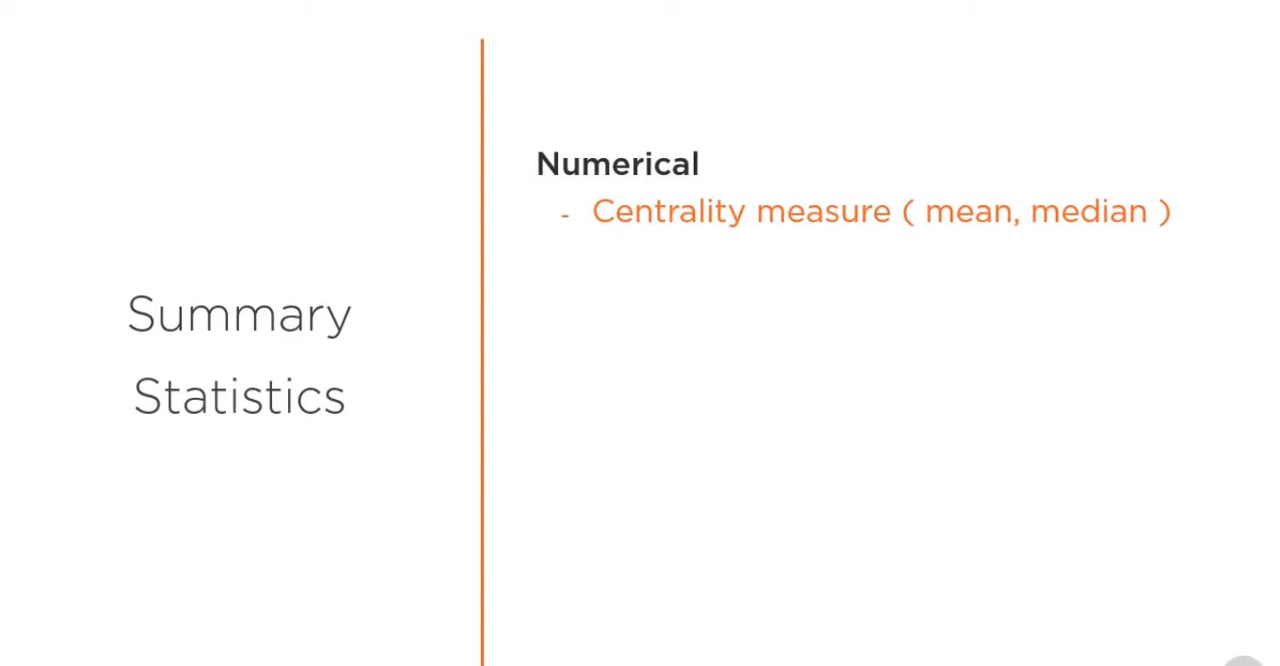 Summary
Statistics
Numerical
- Centrality measure ( mean, median )